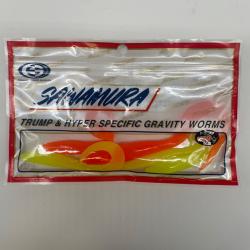 SAWAMURA
TRUMP & HYPER SPECIFIC GRAVITY WORMS